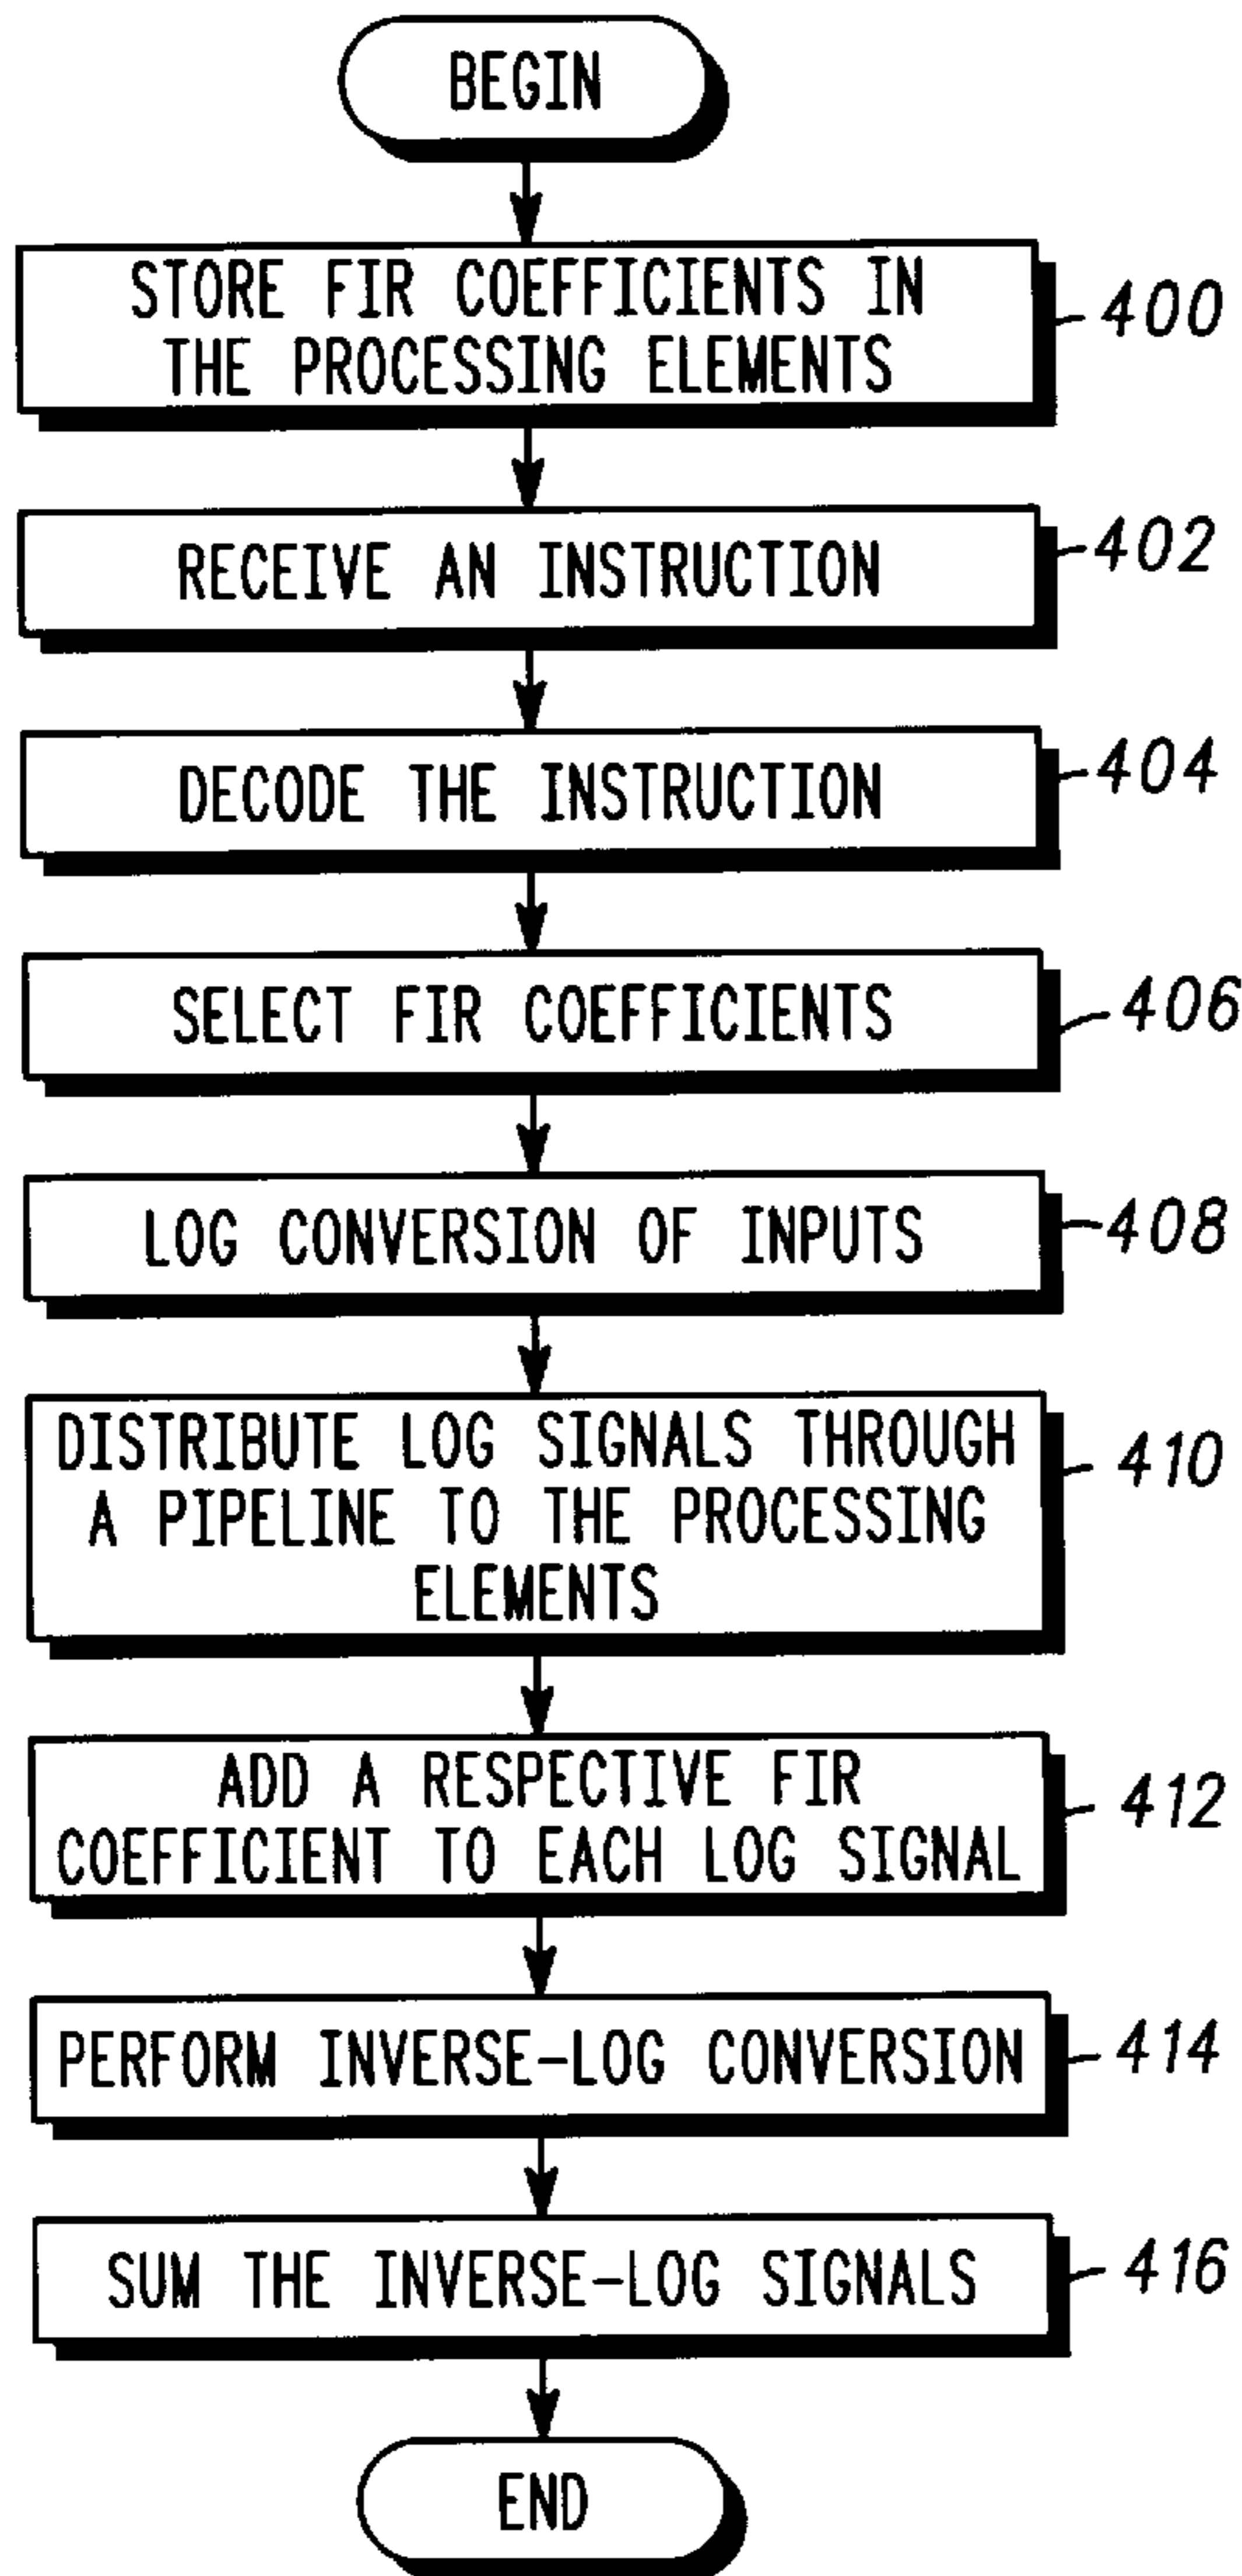 BEGIN
STORE FIR COEFFICIENTS IN
THE PROCESSING ELEMENTS
400
RECEIVE AN INSTRUCTION
402
DECODE THE INSTRUCTION
404
SELECT FIR COEFFICIENTS
406
LOG CONVERSION OF INPUTS
408
DISTRIBUTE LOG SIGNALS THROUGH
A PIPELINE TO THE PROCESSING
ELEMENTS
410
ADD A RESPECTIVE FIR
COEFFICIENT TO EACH LOG SIGNAL
412
PERFORM INVERSE-LOG CONVERSION
414
SUM THE INVERSE-LOG SIGNALS
416
END